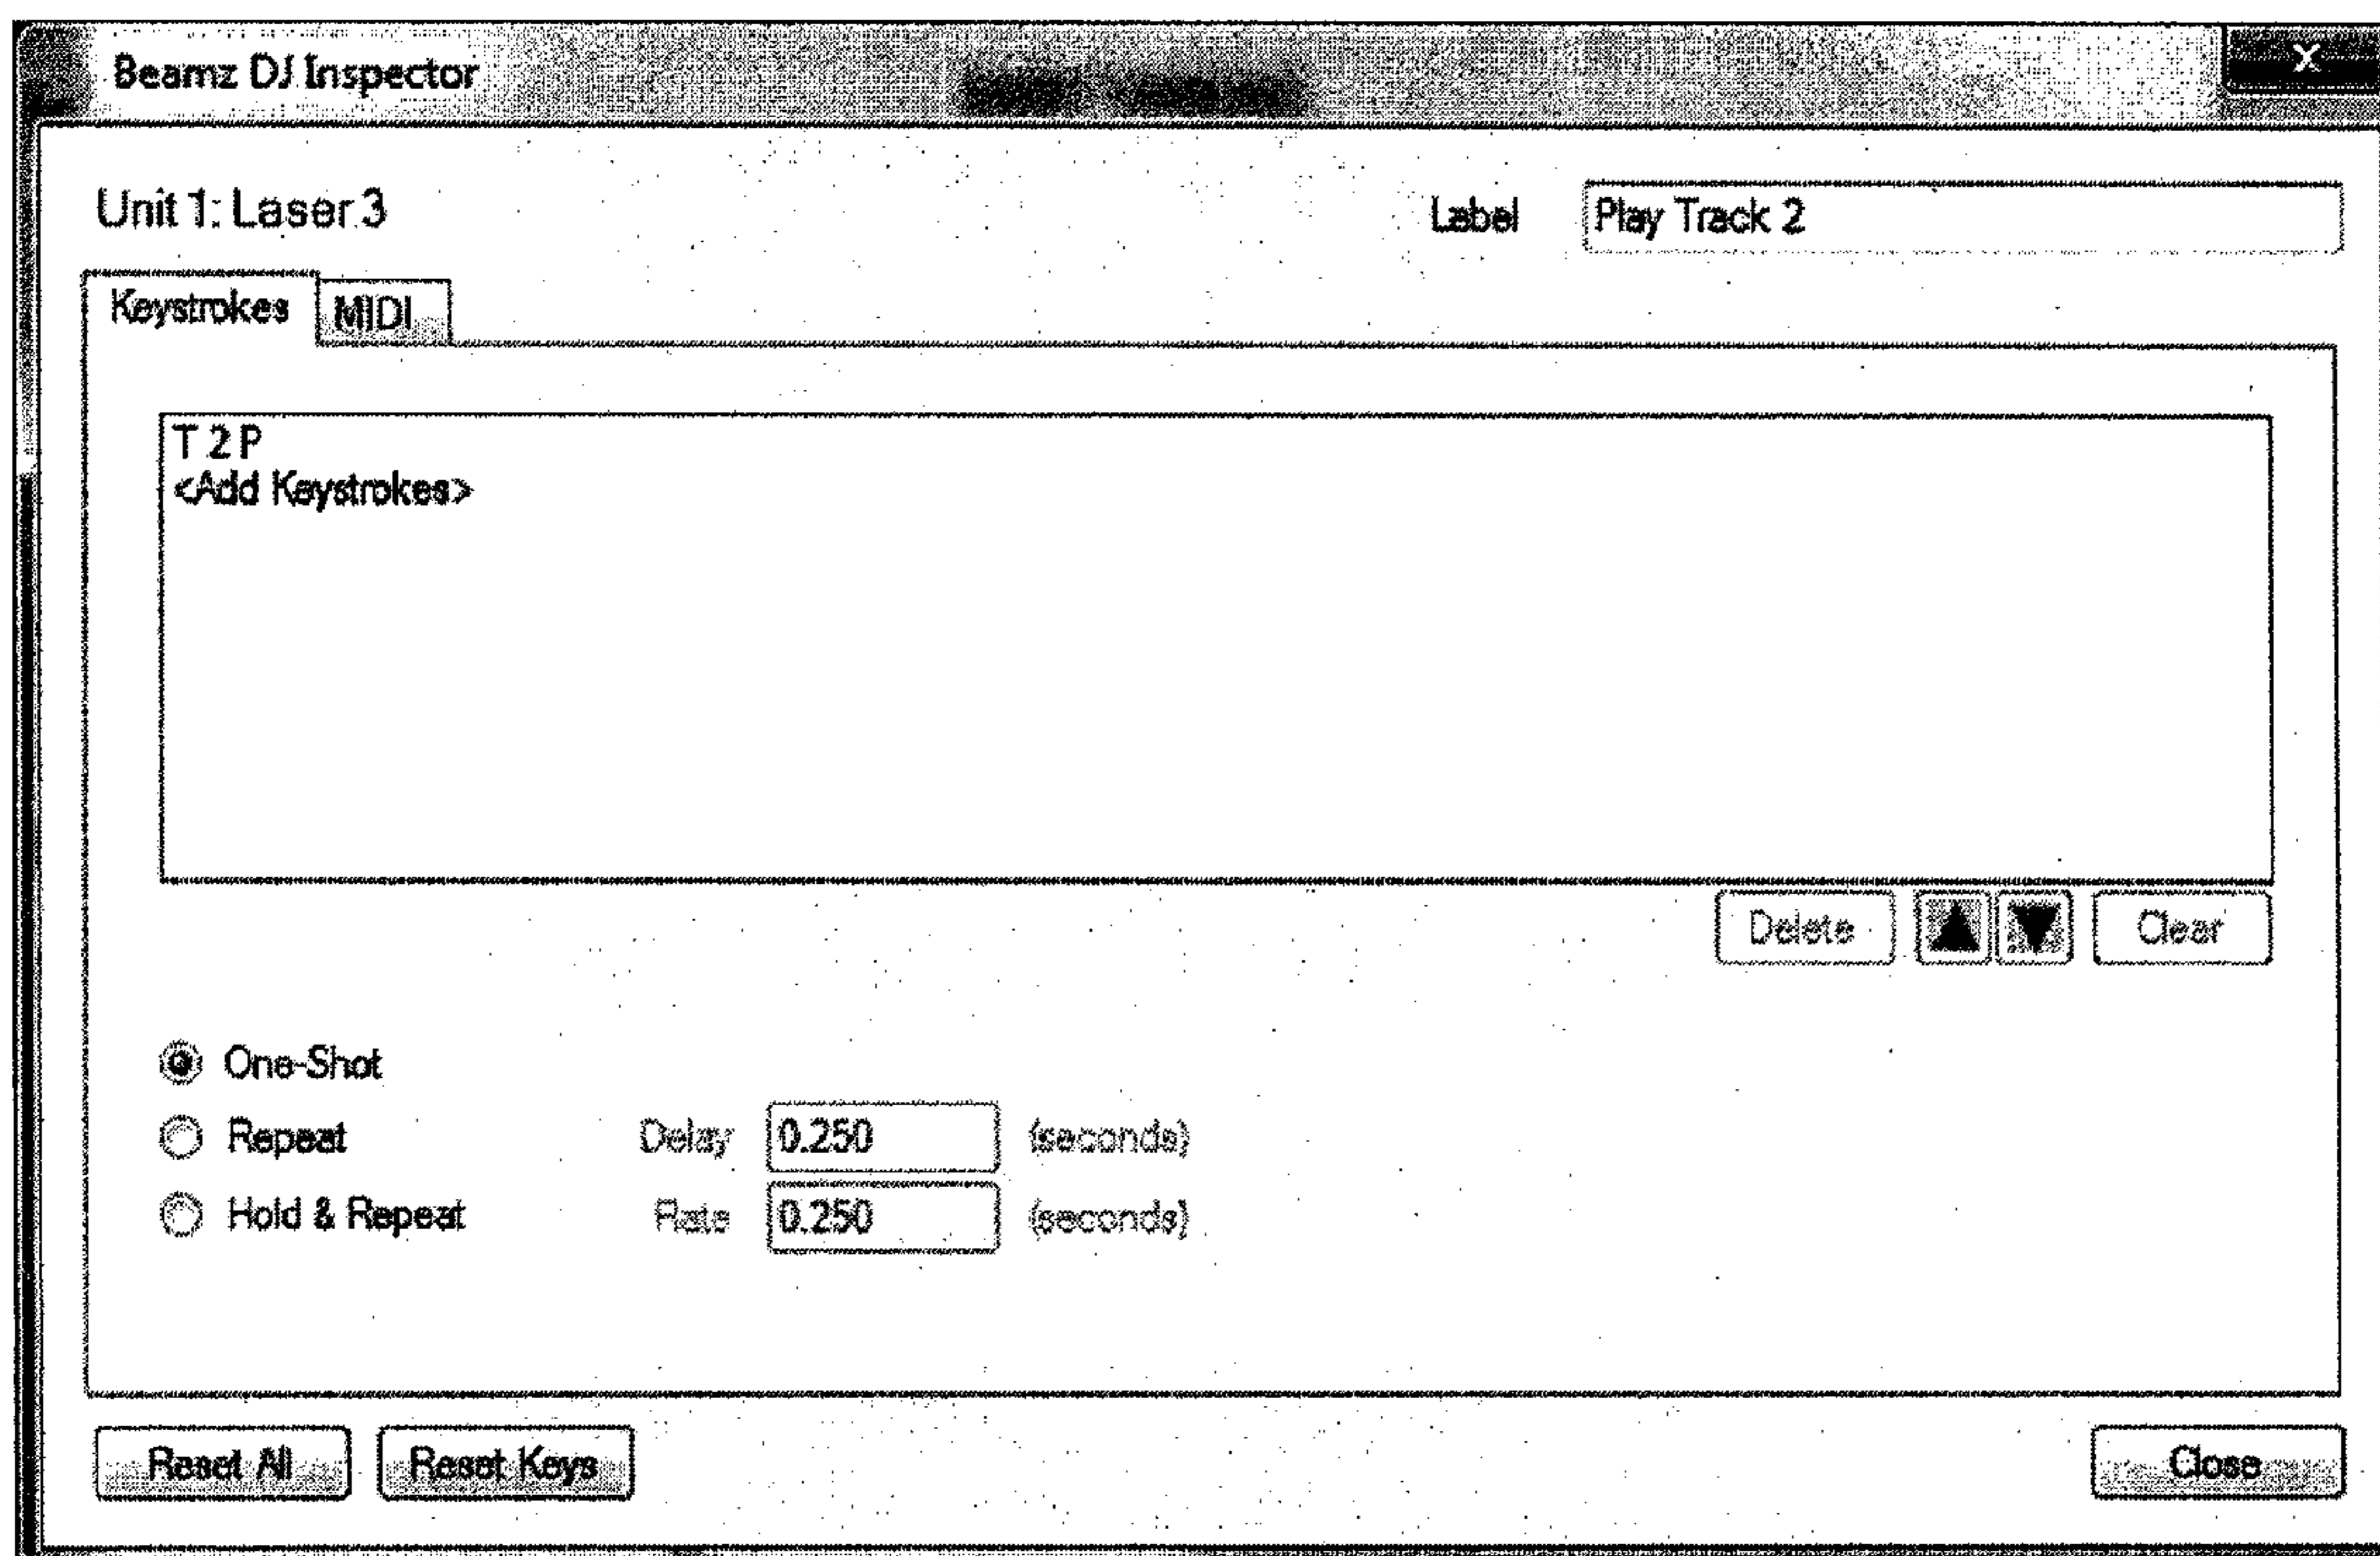 Beamz DJ Inspector X
Unit 1: Laser 3 Label Play Track 2
Keystrokes MIDI
T 2 P
<Add Keystrokes>
Delete ▲ ▼ Clear
One-Shot
Repeat Delay 0.250 (seconds)
Hold & Repeat Rate 0.250 (seconds)
Reset All Reset Keys Close